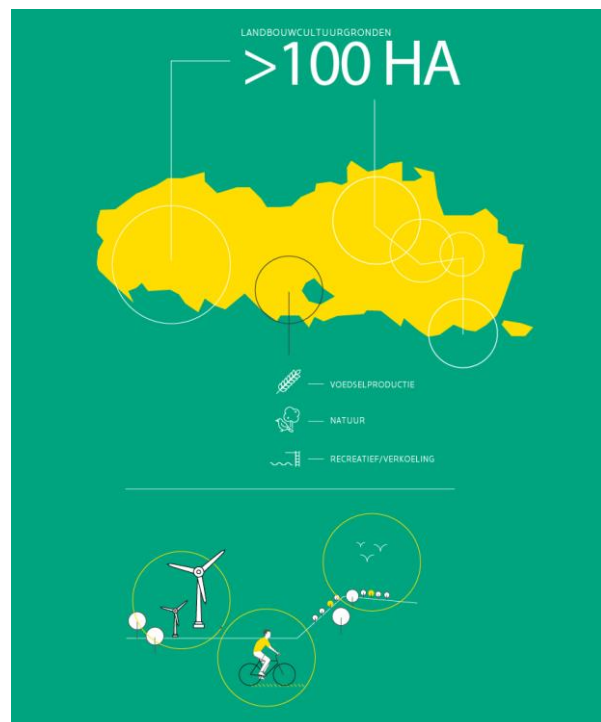 LANDBOUWCULTUURGRONDEN
>100 HA
VOEDSELPRODUCTIE
NATUUR
RECREATIEF/VERKOELING